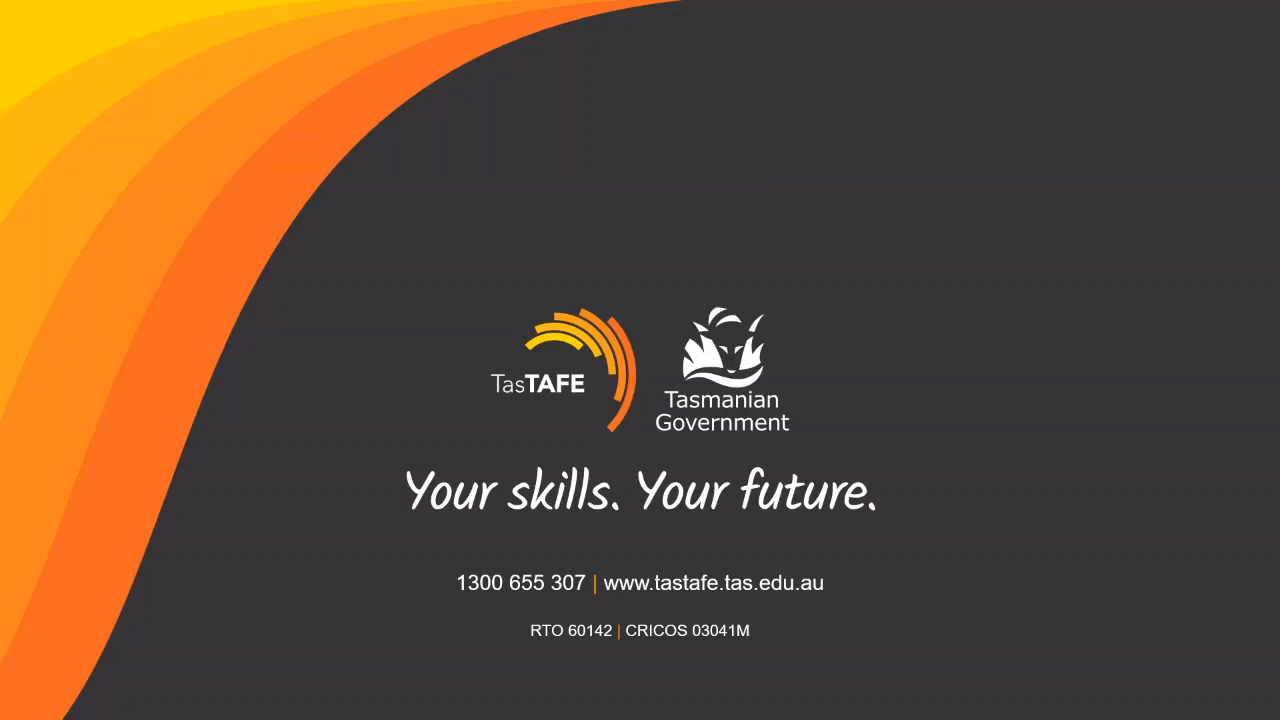 TasTAFE
Tasmanian
Government
Your skills. Your future.
1300 655 307 | www.tastafe.tas.edu.au
RTO 60142 | CRICOS 03041M